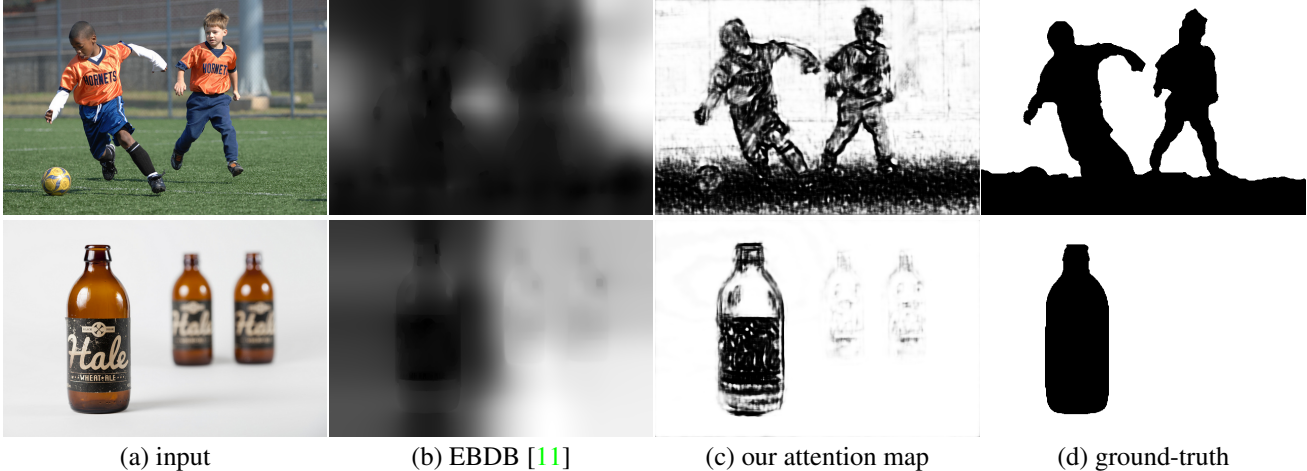 HORNETS
HORNETS
Hale
WHEAT ALE
Hale
Hale
(a) input
(b) EBDB [11]
(c) our attention map
(d) ground-truth